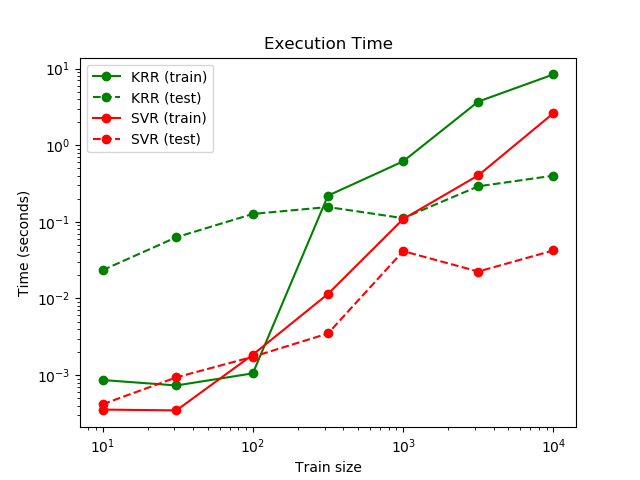 Execution Time
KRR (train)
KRR (test)
SVR (train)
SVR (test)
Time (seconds)
10¹
10⁰
10⁻¹
10⁻²
10⁻³
10¹
10²
10³
10⁴
Train size